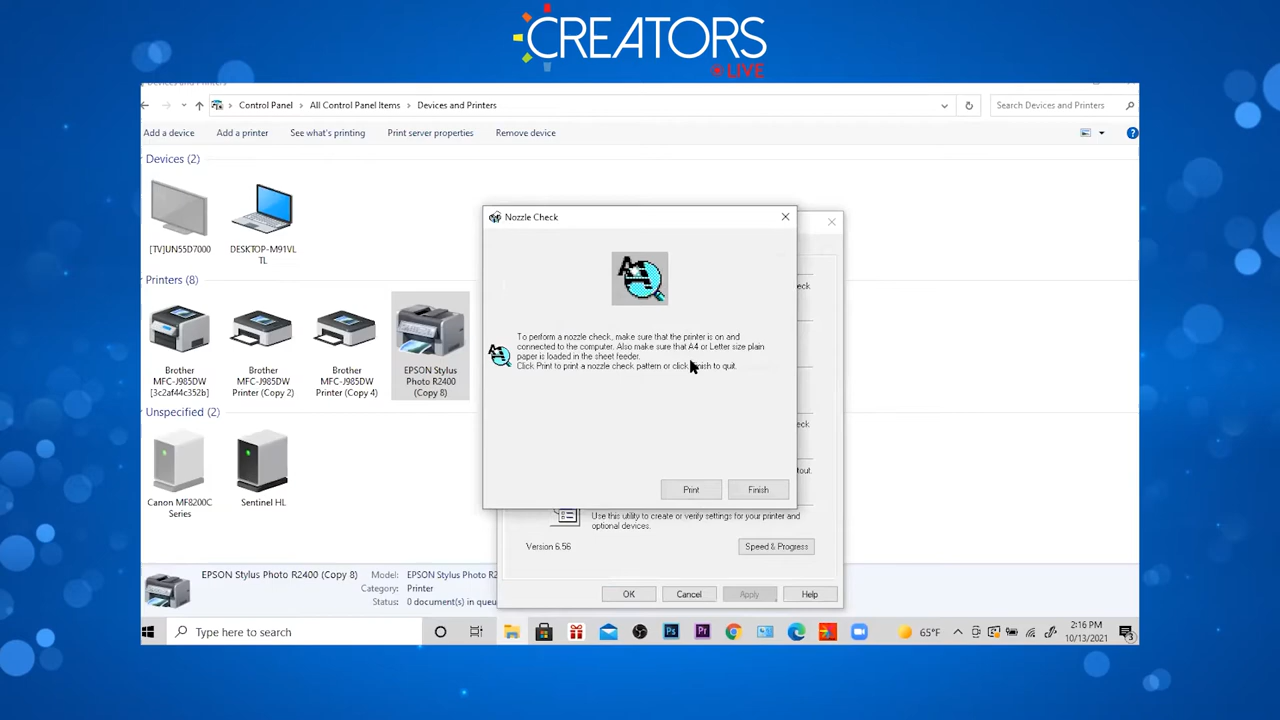 CREATORS
LIVE
Control Panel > All Control Panel Items > Devices and Printers
Search Devices and Printers
Add a device
Add a printer
See what's printing
Print server properties
Remove device
Devices (2)
[TV]UN55D7000
DESKTOP-M91VL
TL
Printers (8)
Brother
MFC-J985DW
[3c2af44c352b]
Brother
MFC-J985DW
Printer (Copy 2)
Brother
MFC-J985DW
Printer (Copy 4)
EPSON Stylus
Photo R2400
(Copy 8)
Unspecified (2)
Canon MF8200C
Series
Sentinel HL
Nozzle Check
To perform a nozzle check, make sure that the printer is on and
connected to the computer. Also make sure that A4 or Letter size plain
paper is loaded in the sheet feeder.
Click Print to print a nozzle check pattern or click Finish to quit.
Print
Finish
Use this utility to create or verify settings for your printer and
optional devices.
Version 6.56
Speed & Progress
OK
Cancel
Apply
Help
EPSON Stylus Photo R2400 (Copy 8)
Model: EPSON Stylus Photo R2
Category: Printer
Status: 0 document(s) in queu
Type here to search
Ps
Pr
65°F
2:16 PM
10/13/2021
3